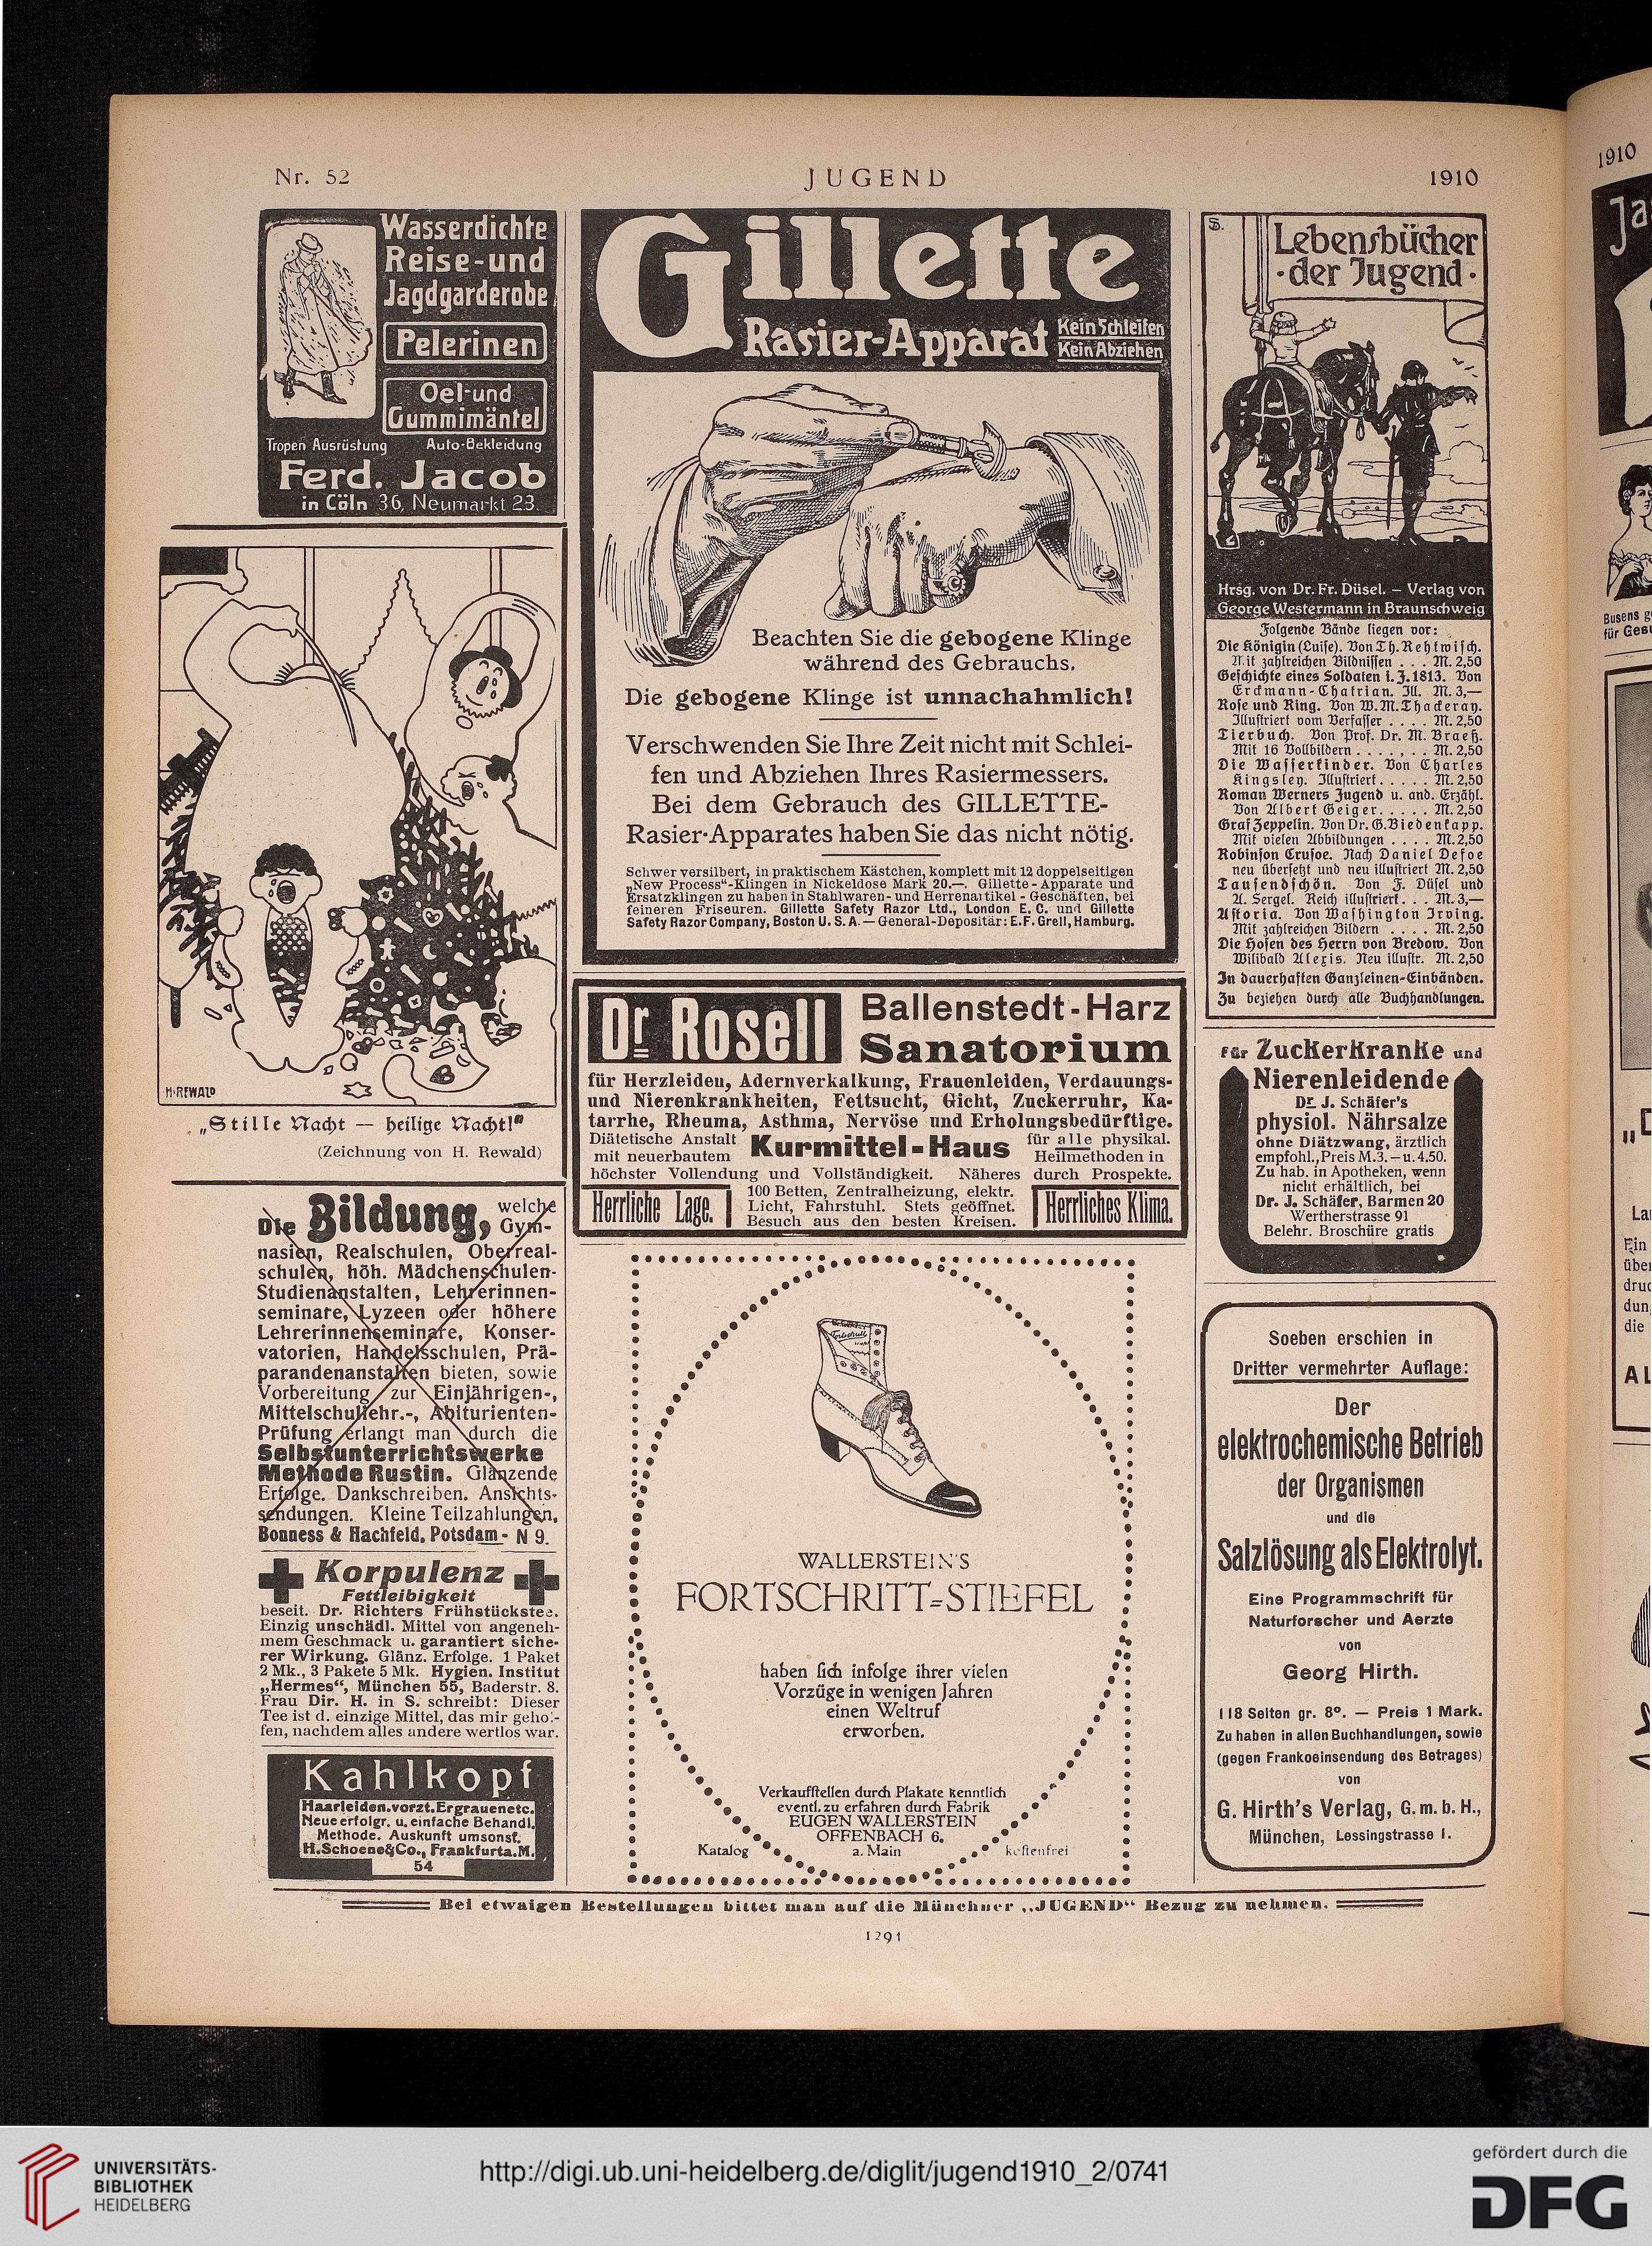 Nr. 52
JUGEND
1910
Wasserdichte
Reise-und
Jagdgarderobe
Pelerinen
Oel-und
Gummimäntel
Tropen Ausrüstung Auto-Bekleidung
Ferd. Jacob
in Cöln 36, Neumarkt 23.
H. REWALD
„Stille Nacht — heilige Nacht!“
(Zeichnung von H. Rewald)
Die Bildung, welche
Gym-
nasien, Realschulen, Oberreal-
schulen, höh. Mädchenschulen-
Studienanstalten, Lehrerinnen-
seminare, Lyzeen oder höhere
Lehrerinnenseminare, Konser-
vatorien, Handelsschulen, Prä-
parandenanstalten bieten, sowie
Vorbereitung zur Einjährigen-,
Mittelschullehr.-, Abiturienten-
Prüfung erlangt man durch die
Selbstunterrichtswerke
Methode Rustin. Glänzende
Erfolge. Dankschreiben. Ansichts-
sendungen. Kleine Teilzahlungen.
Bonness & Hachfeld, Potsdam - N 9.
Korpulenz
Fettleibigkeit
beseit. Dr. Richters Frühstückstee.
Einzig unschädl. Mittel von angeneh-
mem Geschmack u. garantiert siche-
rer Wirkung. Glänz. Erfolge. 1 Paket
2 Mk., 3 Pakete 5 Mk. Hygien. Institut
„Hermes“, München 55, Baderstr. 8.
Frau Dir. H. in S. schreibt: Dieser
Tee ist d. einzige Mittel, das mir gehol-
fen, nachdem alles andere wertlos war.
Kahlkopf
Haarleiden.vorzt.Ergrauenetc.
Neue erfolgr. u. einfache Behandl.
Methode. Auskunft umsonst.
H.Schoene&Co., Frankfurta.M.
54
Gillette
Rasier-Apparat
Kein Schleifen
Kein Abziehen
Beachten Sie die gebogene Klinge
während des Gebrauchs.
Die gebogene Klinge ist unnachahmlich!
Verschwenden Sie Ihre Zeit nicht mit Schlei-
fen und Abziehen Ihres Rasiermessers.
Bei dem Gebrauch des GILLETTE-
Rasier-Apparates haben Sie das nicht nötig.
Schwer versilbert, in praktischem Kästchen, komplett mit 12 doppelseitigen
„New Process“-Klingen in Nickeldose Mark 20.—. Gillette-Apparate und
Ersatzklingen zu haben in Stahlwaren- und Herrenartikel-Geschäften, bei
feineren Friseuren. Gillette Safety Razor Ltd., London E. C. und Gillette
Safety Razor Company, Boston U. S. A. — General-Depositär: E. F. Grell, Hamburg.
Dr Rosell
Ballenstedt-Harz
Sanatorium
für Herzleiden, Adernverkalkung, Frauenleiden, Verdauungs-
und Nierenkrankheiten, Fettsucht, Gicht, Zuckerruhr, Ka-
tarrhe, Rheuma, Asthma, Nervöse und Erholungsbedürftige.
Diätetische Anstalt
mit neuerbautem
Kurmittel-Haus
für alle physikal.
Heilmethoden in
höchster Vollendung und Vollständigkeit. Näheres durch Prospekte.
Herrliche Lage.
100 Betten, Zentralheizung, elektr.
Licht, Fahrstuhl. Stets geöffnet.
Besuch aus den besten Kreisen.
Herrliches Klima.
WALLERSTEIN'S
FORTSCHRITT=STIEFEL
haben sich infolge ihrer vielen
Vorzüge in wenigen Jahren
einen Weltruf
erworben.
Verkaufstellen durch Plakate kenntlich
eventl. zu erfahren durch Fabrik
EUGEN WALLERSTEIN
OFFENBACH 6.
Katalog a. Main kostenfrei
Lebensbücher
·der Jugend·
Hrsg. von Dr. Fr. Düsel. – Verlag von
George Westermann in Braunschweig
Folgende Bände liegen vor:
Die Königin (Luise). Von Th. Rehtwisch.
Mit zahlreichen Bildnissen . . . M. 2,50
Geschichte eines Soldaten i. J. 1813. Von
Erckmann-Chatrian. Ill. M. 3,—
Rose und Ring. Von W. M. Thackeray.
Illustriert vom Verfasser . . . . M. 2,50
Tierbuch. Von Prof. Dr. M. Braeß.
Mit 16 Vollbildern . . . . , . . M. 2,50
Die Wasserkinder. Von Charles
Kingsley. Illustriert . . . . . M. 2,50
Roman Werners Jugend u. and. Erzähl.
Von Albert Geiger. . . . . M. 2,50
Graf Zeppelin. Von Dr. G. Biedenkapp.
Mit vielen Abbildungen . . . . M. 2,50
Robinson Crusoe. Nach Daniel Defoe
neu übersetzt und neu illustriert M. 2,50
Tausendschön. Von F. Düsel und
A. Sergel. Reich illustriert . . . M. 3,—
Astoria. Von Washington Irving.
Mit zahlreichen Bildern . . . . M. 2,50
Die Hosen des Herrn von Bredow. Von
Wilibald Alexis. Neu illustr. M. 2,50
In dauerhaften Ganzleinen-Einbänden.
Zu beziehen durch alle Buchhandlungen.
Für Zuckerkranke und
Nierenleidende
Dr. J. Schäfer's
physiol. Nährsalze
ohne Diätzwang, ärztlich
empfohl., Preis M. 3.—u. 4.50.
Zu hab. in Apotheken, wenn
nicht erhältlich, bei
Dr. J. Schäfer, Barmen 20
Wertherstrasse 91
Belehr. Broschüre gratis
Soeben erschien in
Dritter vermehrter Auflage:
Der
elektrochemische Betrieb
der Organismen
und die
Salzlösung als Elektrolyt.
Eine Programmschrift für
Naturforscher und Aerzte
von
Georg Hirth.
118 Seiten gr. 8º. — Preis 1 Mark.
Zu haben in allen Buchhandlungen, sowie
(gegen Frankoeinsendung des Betrages)
von
G. Hirth's Verlag, G. m. b. H.,
München, Lessingstrasse 1.
Bei etwaigen Bestellungen bittet man auf die Münchner „JUGEND“ Bezug zu nehmen.
1291
1910
Ja
Busens
für
La
Ein
über
dun
die
UNIVERSITÄTS-
BIBLIOTHEK
HEIDELBERG
http://digi.ub.uni-heidelberg.de/diglit/jugend1910_2/0741
gefördert durch die
DFG